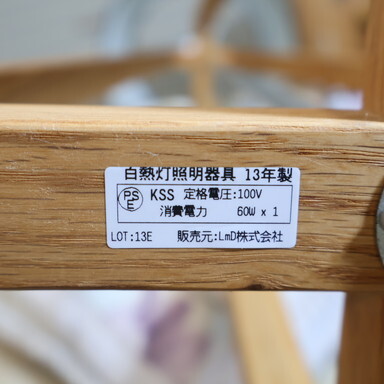 白熱灯照明器具 13年製
PSE KSS 定格電圧:100V
消費電力 60W x 1
LOT:13E 販売元:LmD株式会社